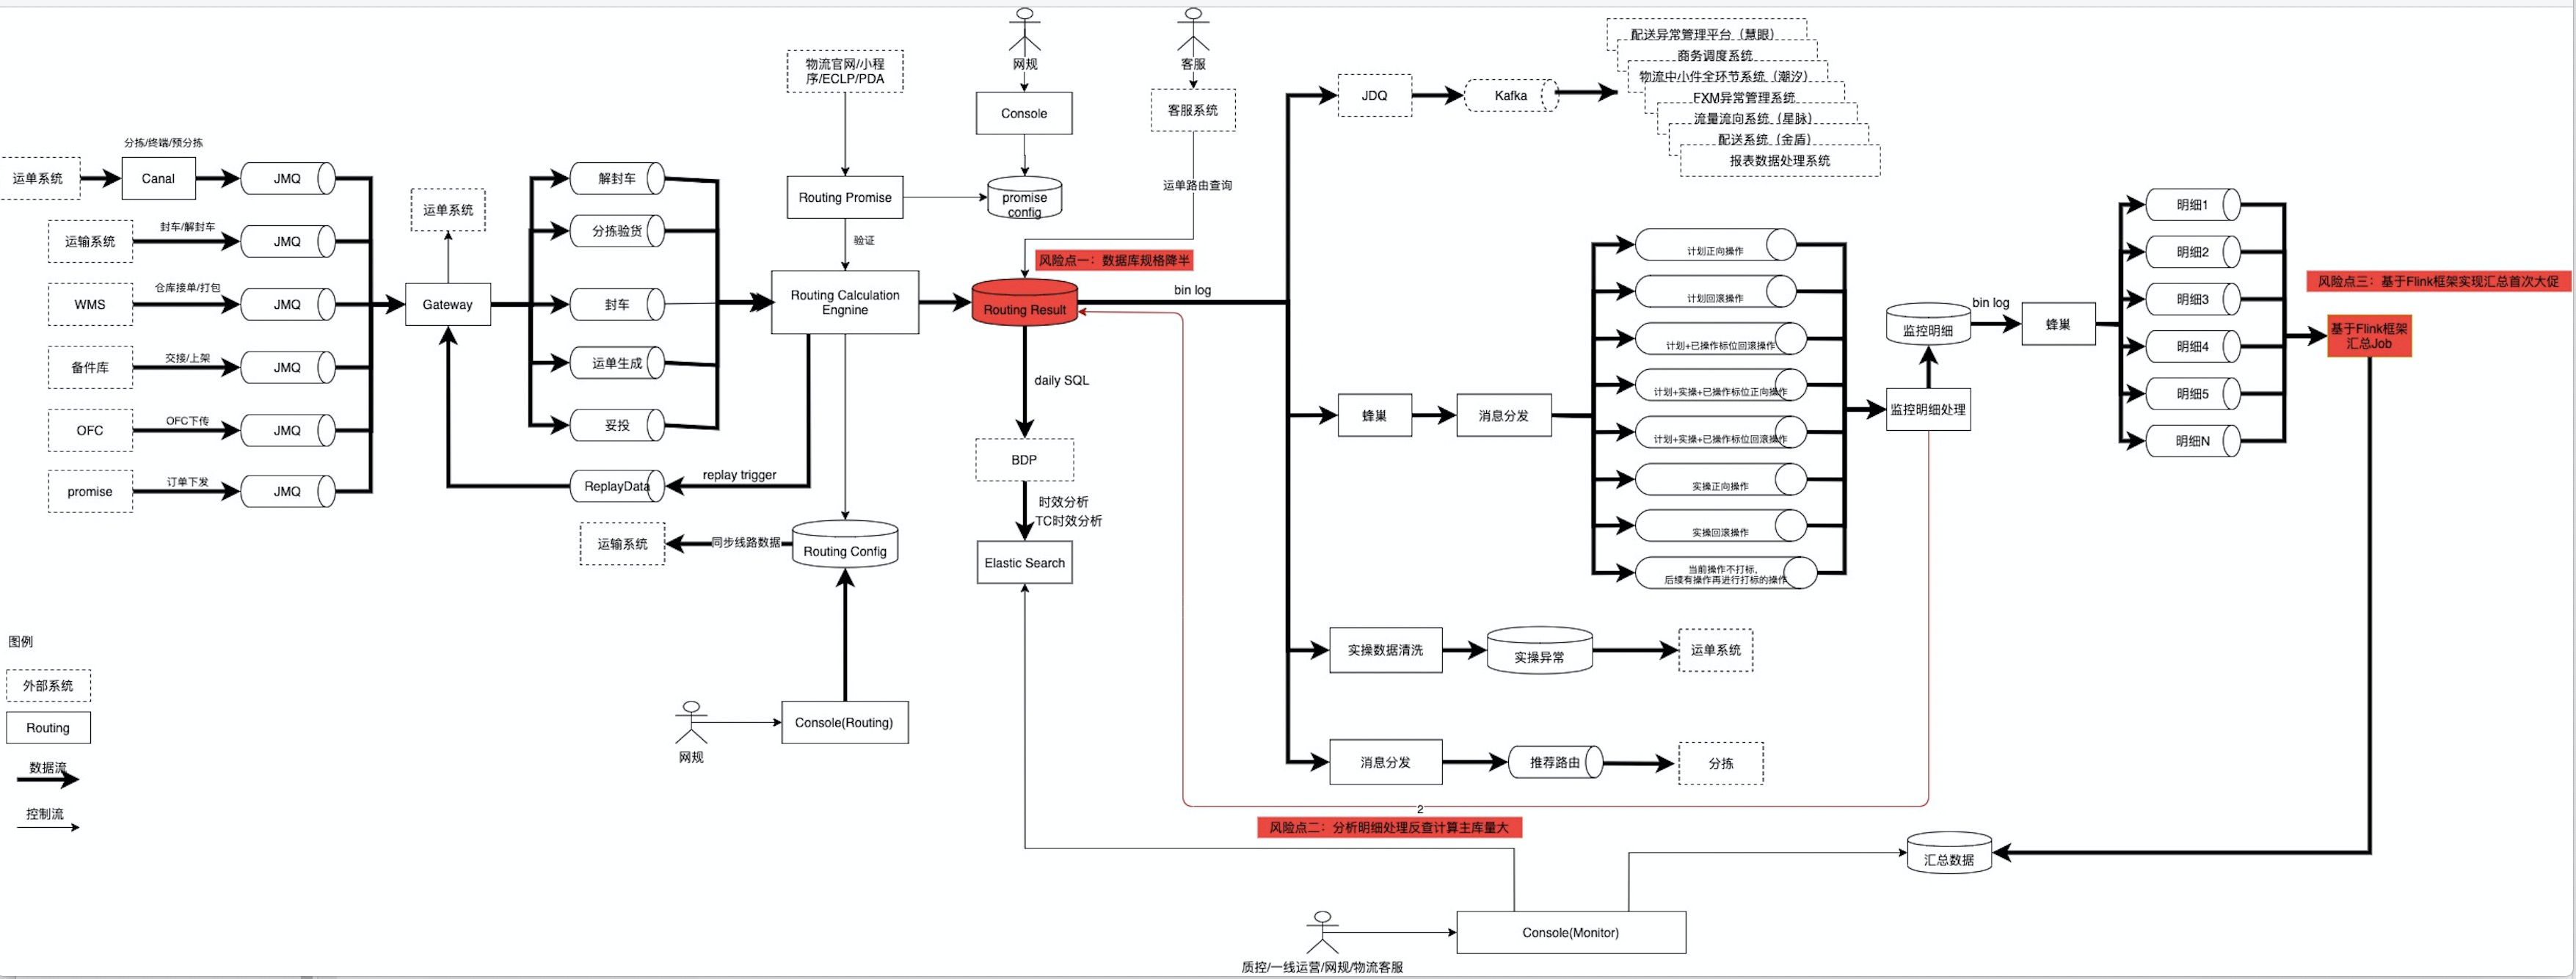 网规
客服
物流官网/小程
序/ECLP/PDA
Console
客服系统
JDQ
Kafka
配送异常管理平台（慧眼）
商务调度系统
物流中小件全环节系统（潮汐）
FXM异常管理系统
流量流向系统（星脉）
配送系统（金盾）
报表数据处理系统
分拣/终端/预分拣
运单系统
Canal
JMQ
运输系统
封车/解封车
JMQ
WMS
仓库接单/打包
JMQ
备件库
交接/上架
JMQ
OFC
OFC下传
JMQ
promise
订单下发
JMQ
运单系统
Gateway
解封车
分拣验货
封车
运单生成
妥投
ReplayData
replay trigger
Routing Promise
promise
config
验证
Routing Calculation
Engnine
运单路由查询
风险点一：数据库规格降半
Routing Result
bin log
daily SQL
BDP
时效分析
TC时效分析
Elastic Search
运输系统
同步线路数据
Routing Config
网规
Console(Routing)
蜂巢
消息分发
计划正向操作
计划回滚操作
计划+已操作标位回滚操作
计划+实操+已操作标位正向操作
计划+实操+已操作标位回滚操作
实操正向操作
实操回滚操作
当前操作不打标，
后续有操作再进行打标的操作
监控明细处理
监控明细
bin log
蜂巢
明细1
明细2
明细3
明细4
明细5
明细N
风险点三：基于Flink框架实现汇总首次大促
基于Flink框架
汇总Job
实操数据清洗
实操异常
运单系统
消息分发
推荐路由
分拣
2
风险点二：分析明细处理反查计算主库量大
汇总数据
Console(Monitor)
质控/一线运营/网规/物流客服
图例
外部系统
Routing
数据流
控制流